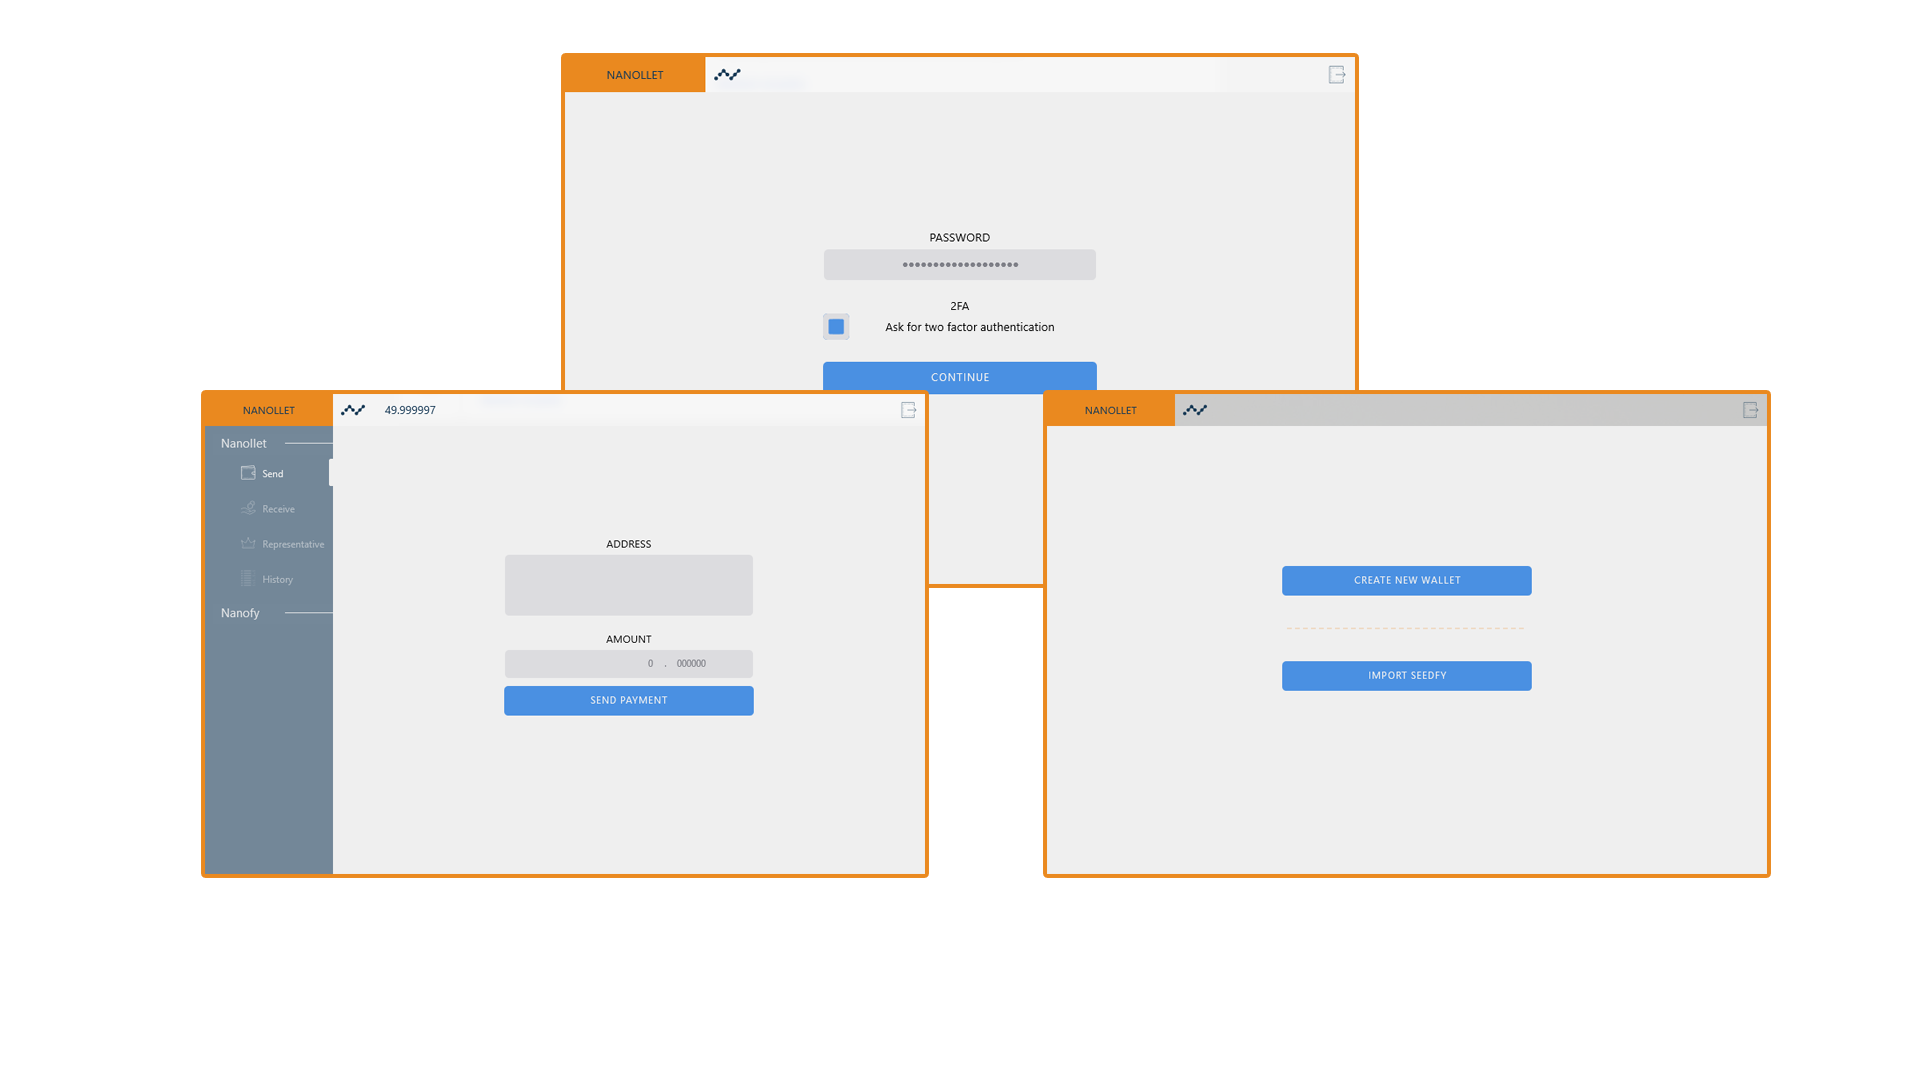 NANOLLET
PASSWORD
•••••••••••••••••••
2FA
Ask for two factor authentication
CONTINUE
NANOLLET
49.999997
Nanollet
Send
Receive
Representative
History
Nanofy
ADDRESS
AMOUNT
0 . 000000
SEND PAYMENT
NANOLLET
CREATE NEW WALLET
IMPORT SEEDFY